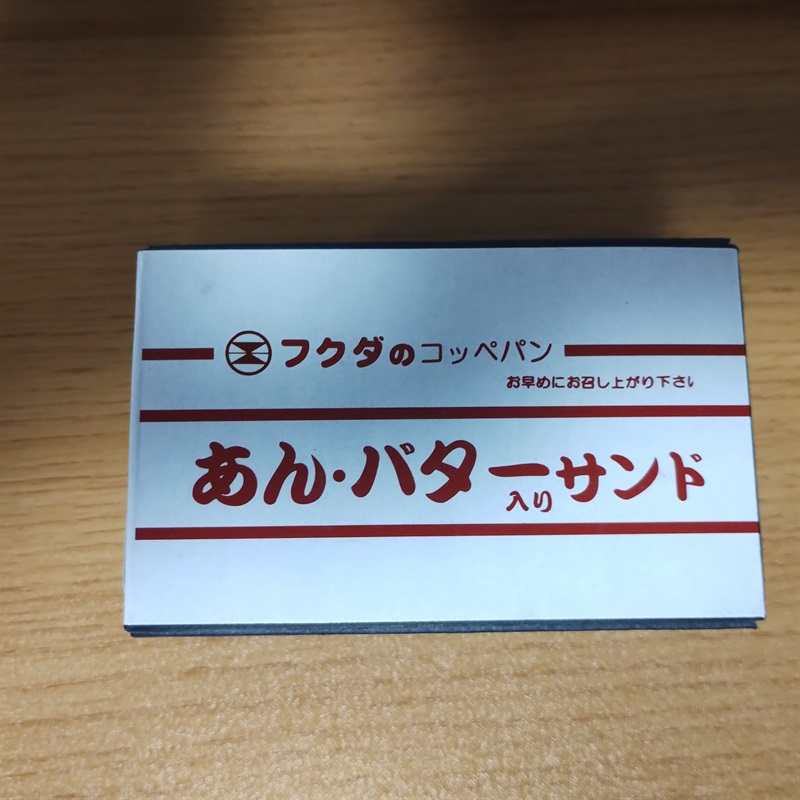 フクダのコッペパン
お早めにお召し上がり下さい
あん・バター入りサンド